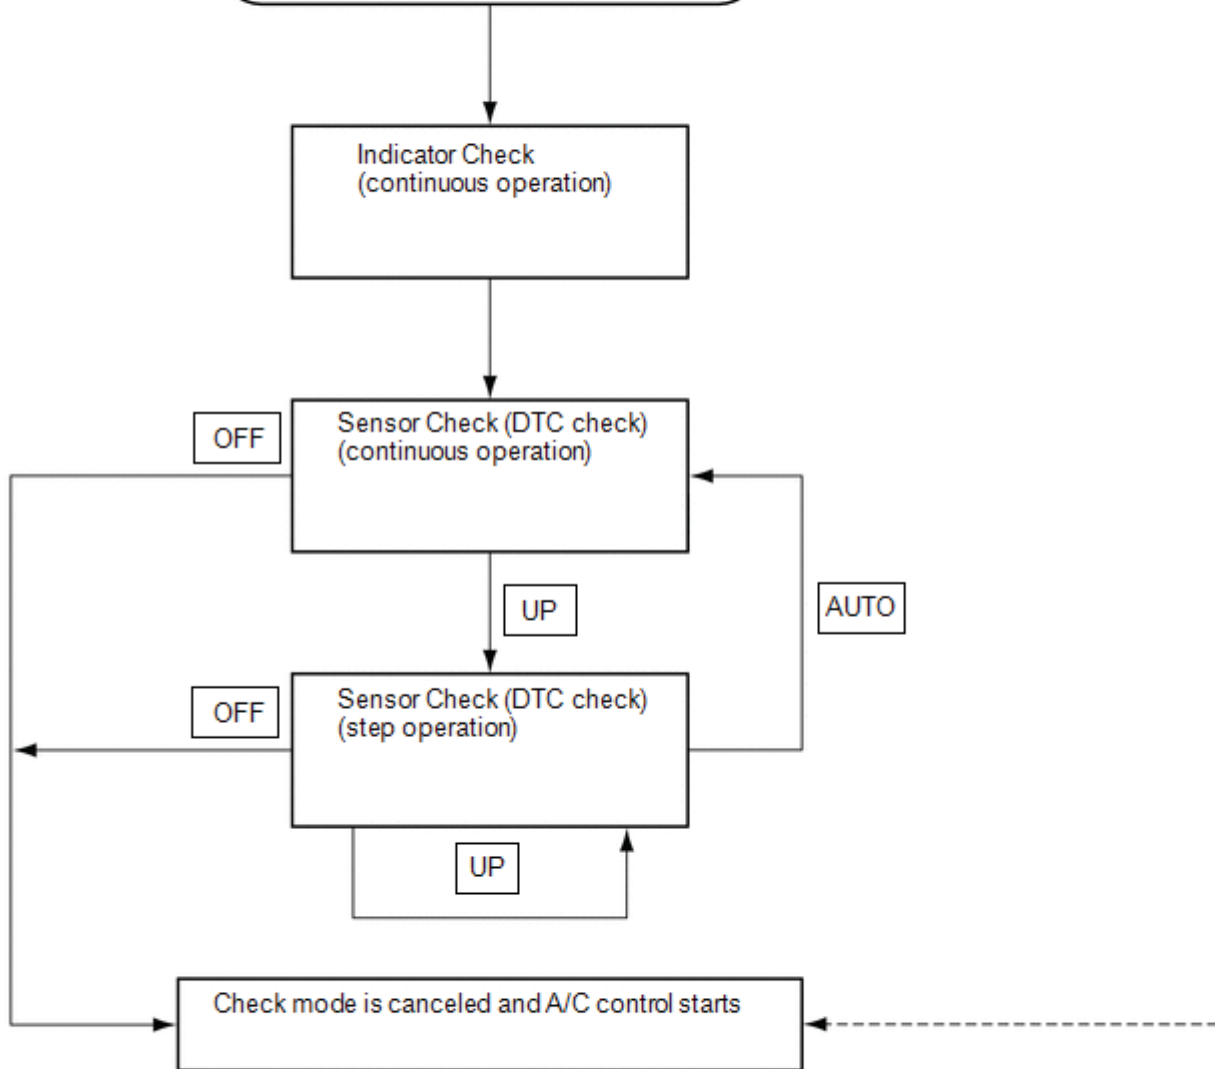 Indicator Check
(continuous operation)
OFF
Sensor Check (DTC check)
(continuous operation)
UP
AUTO
OFF
Sensor Check (DTC check)
(step operation)
UP
Check mode is canceled and A/C control starts